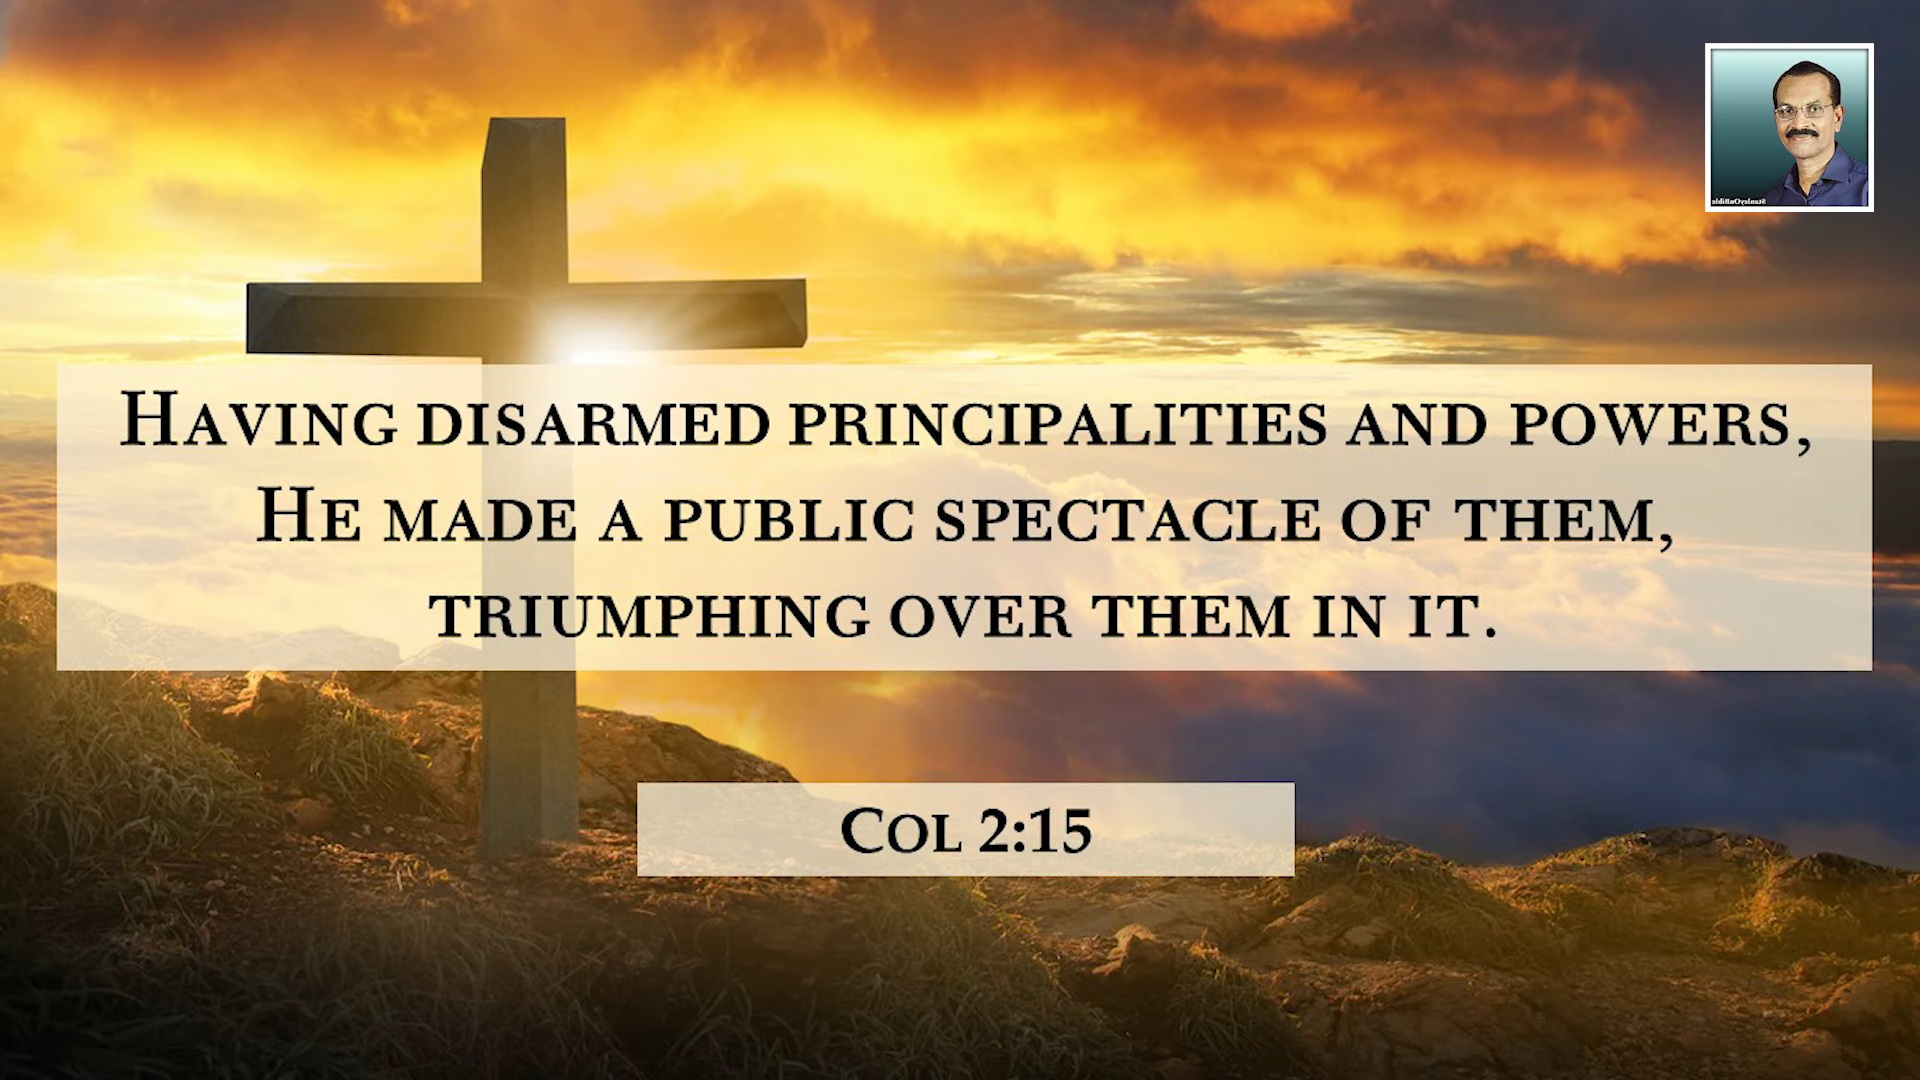 StanleyOnBible
Having disarmed principalities and powers,
He made a public spectacle of them,
triumphing over them in it.
Col 2:15